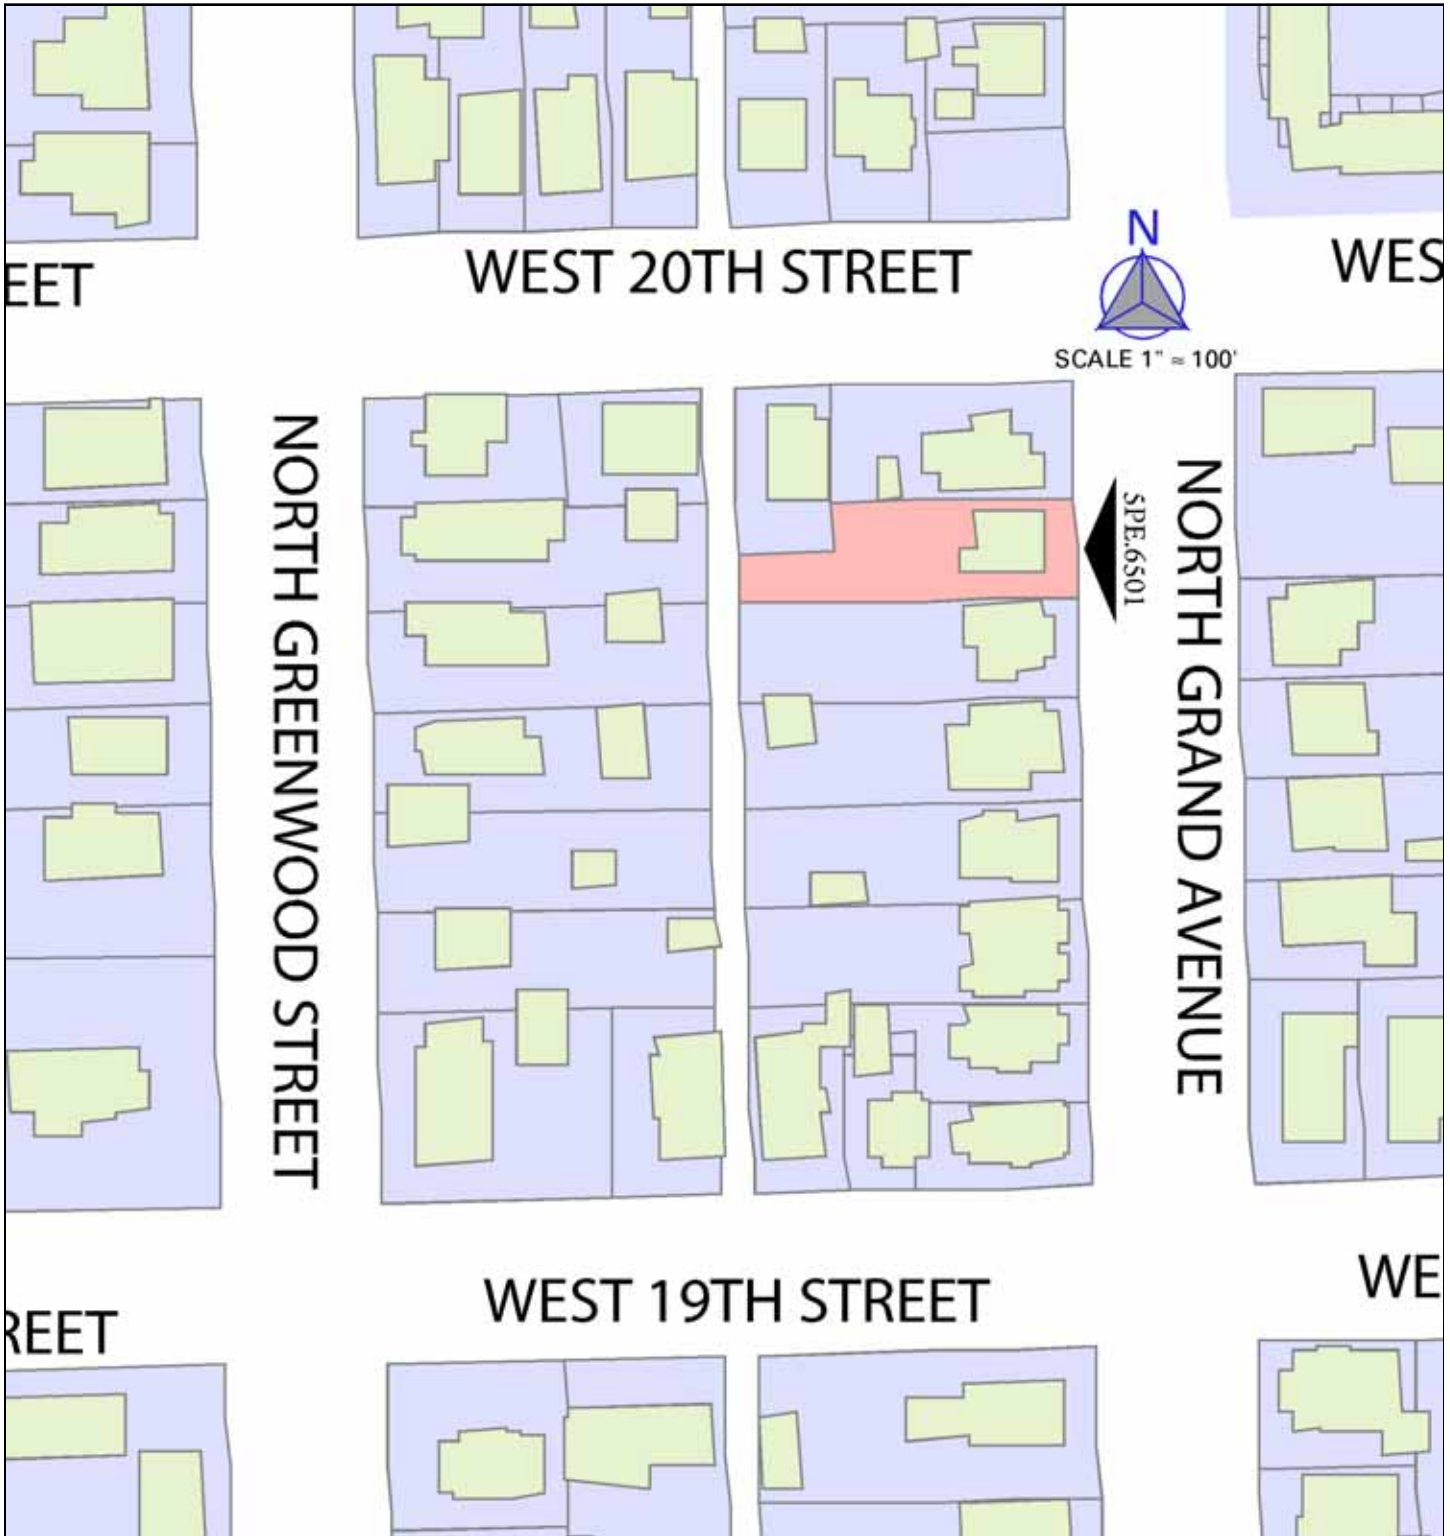 N
WEST 20TH STREET
WES
EET
SCALE 1" ≈ 100'
NORTH GREENWOOD STREET
SPE.6501
NORTH GRAND AVENUE
WEST 19TH STREET
WE
REET